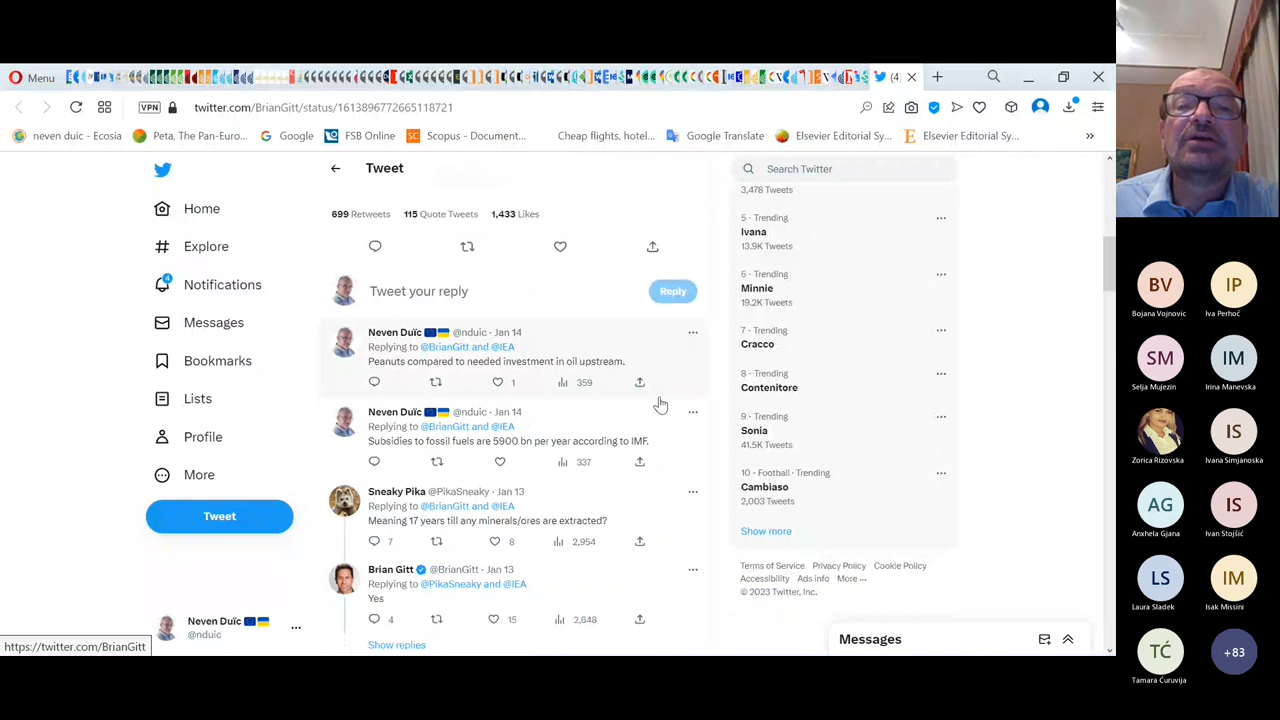 Menu
(4)
VPN
twitter.com/BrianGitt/status/1613896772665118721
neven duic - Ecosia
Peta, The Pan-Euro...
Google
FSB Online
Scopus - Document...
Cheap flights, hotel...
Google Translate
Elsevier Editorial Sy...
Elsevier Editorial Sy...
»
Home
Explore
Notifications
4
Messages
Bookmarks
Lists
Profile
More
Tweet
Neven Duić
@nduic
https://twitter.com/BrianGitt
Tweet
699 Retweets 115 Quote Tweets 1,433 Likes
Tweet your reply
Reply
Neven Duić @nduic · Jan 14
Replying to @BrianGitt and @IEA
Peanuts compared to needed investment in oil upstream.
1 359
Neven Duić @nduic · Jan 14
Replying to @BrianGitt and @IEA
Subsidies to fossil fuels are 5900 bn per year according to IMF.
337
Sneaky Pika @PikaSneaky · Jan 13
Replying to @BrianGitt and @IEA
Meaning 17 years till any minerals/ores are extracted?
7 8 2,954
Brian Gitt @BrianGitt · Jan 13
Replying to @PikaSneaky and @IEA
Yes
4 15 2,648
Show replies
Search Twitter
3,478 Tweets
5 · Trending
Ivana
13.9K Tweets
6 · Trending
Minnie
19.2K Tweets
7 · Trending
Cracco
8 · Trending
Contenitore
9 · Trending
Sonia
41.5K Tweets
10 · Football · Trending
Cambiaso
2,003 Tweets
Show more
Terms of Service Privacy Policy Cookie Policy
Accessibility Ads info More ...
© 2023 Twitter, Inc.
Messages
BV
Bojana Vojnovic
IP
Iva Perhoč
SM
Selja Mujezin
IM
Irina Manevska
Zorica Rizovska
IS
Ivana Simjanoska
AG
Anxhela Gjana
IS
Ivan Stojšić
LS
Laura Sladek
IM
Isak Missini
TĆ
Tamara Ćuruvija
+83